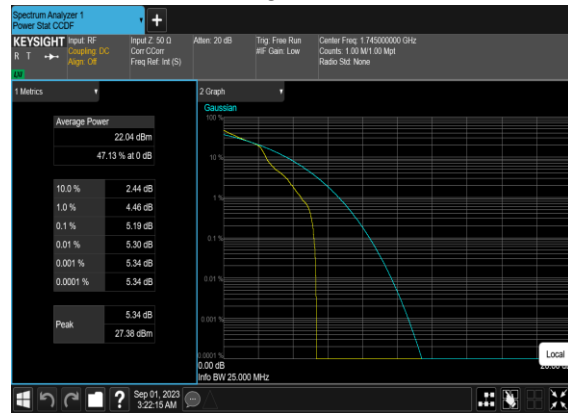 Spectrum Analyzer 1
Power Stat CCDF
KEYSIGHT
R T
LXI
Input: RF
Coupling: DC
Align: Off
Input Z: 50 Ω
Corr CCorr
Freq Ref: Int (S)
Atten: 20 dB
Trig: Free Run
#IF Gain: Low
Center Freq: 1.745000000 GHz
Counts: 1.00 M/1.00 Mpt
Radio Std: None
1 Metrics
Average Power
22.04 dBm
47.13 % at 0 dB
10.0 % 2.44 dB
1.0 % 4.46 dB
0.1 % 5.19 dB
0.01 % 5.30 dB
0.001 % 5.34 dB
0.0001 % 5.34 dB
Peak
5.34 dB
27.38 dBm
2 Graph
Gaussian
100 %
10 %
1 %
0.1 %
0.01 %
0.001 %
0.0001 %
0.00 dB
Info BW 25.000 MHz
Local
Sep 01, 2023
3:22:15 AM